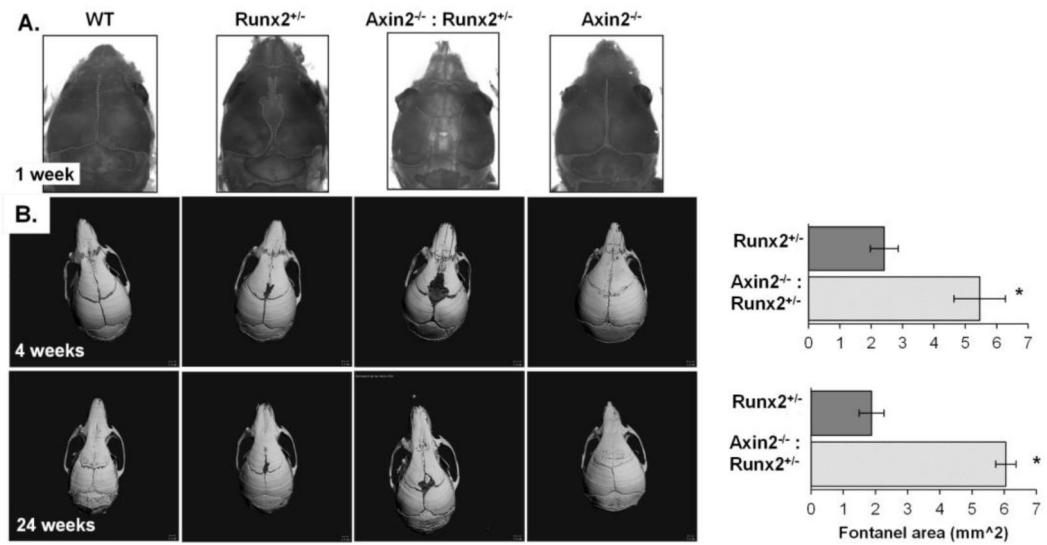 A.
WT
Runx2+/-
Axin2-/- : Runx2+/-
Axin2-/-
1 week
B.
4 weeks
24 weeks
Runx2+/-
Axin2-/- :
Runx2+/-
*
0 1 2 3 4 5 6 7
Runx2+/-
Axin2-/- :
Runx2+/-
*
0 1 2 3 4 5 6 7
Fontanel area (mm^2)